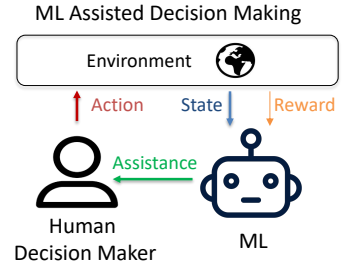 ML Assisted Decision Making
Environment
Action
State
Reward
Assistance
Human
Decision Maker
ML